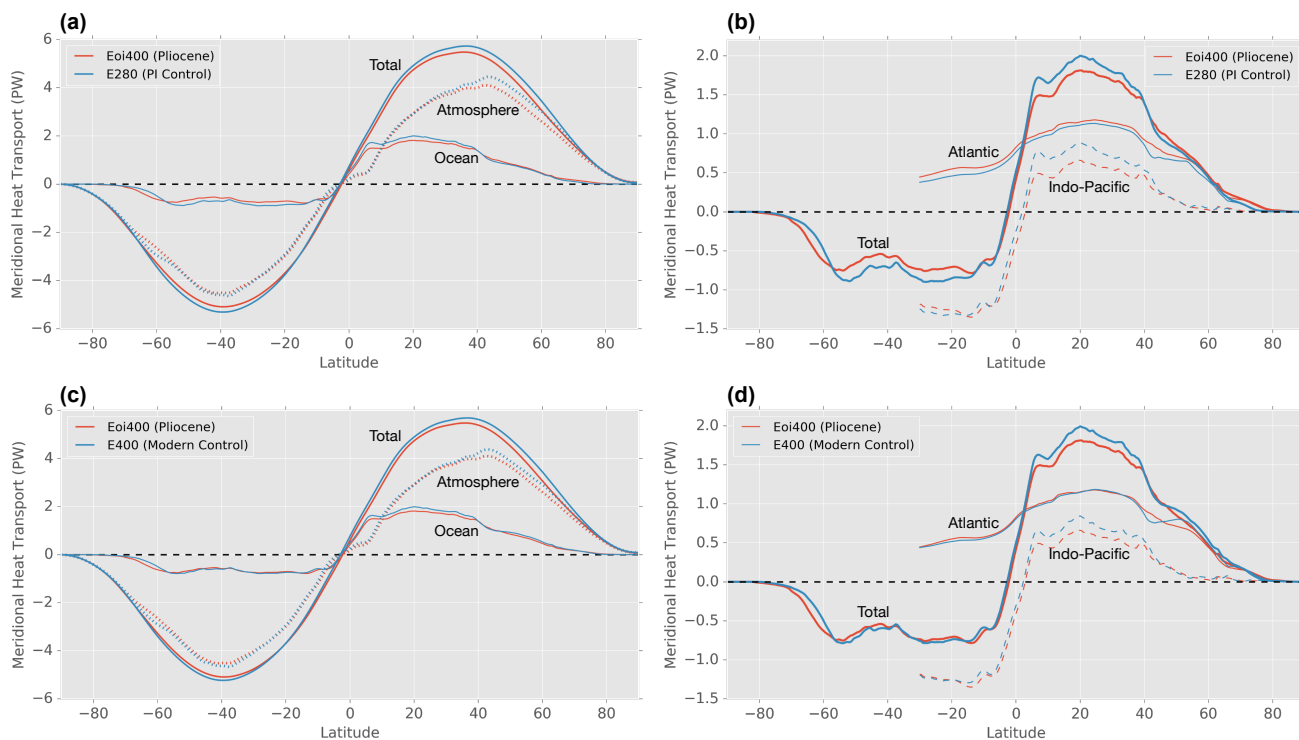 (a)
Meridional Heat Transport (PW)
6
4
2
0
−2
−4
−6
Eoi400 (Pliocene)
E280 (PI Control)
Total
Atmosphere
Ocean
−80 −60 −40 −20 0 20 40 60 80
Latitude
(b)
Meridional Heat Transport (PW)
2.0
1.5
1.0
0.5
0.0
−0.5
−1.0
−1.5
Eoi400 (Pliocene)
E280 (PI Control)
Atlantic
Indo-Pacific
Total
−80 −60 −40 −20 0 20 40 60 80
Latitude
(c)
Meridional Heat Transport (PW)
6
4
2
0
−2
−4
−6
Eoi400 (Pliocene)
E400 (Modern Control)
Total
Atmosphere
Ocean
−80 −60 −40 −20 0 20 40 60 80
Latitude
(d)
Meridional Heat Transport (PW)
2.0
1.5
1.0
0.5
0.0
−0.5
−1.0
−1.5
Eoi400 (Pliocene)
E400 (Modern Control)
Atlantic
Indo-Pacific
Total
−80 −60 −40 −20 0 20 40 60 80
Latitude